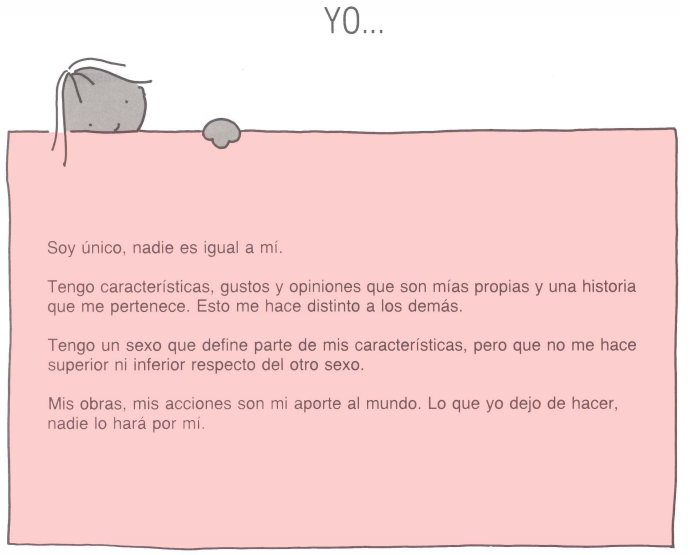 YO...
Soy único, nadie es igual a mí.
Tengo características, gustos y opiniones que son mías propias y una historia
que me pertenece. Esto me hace distinto a los demás.
Tengo un sexo que define parte de mis características, pero que no me hace
superior ni inferior respecto del otro sexo.
Mis obras, mis acciones son mi aporte al mundo. Lo que yo dejo de hacer,
nadie lo hará por mí.